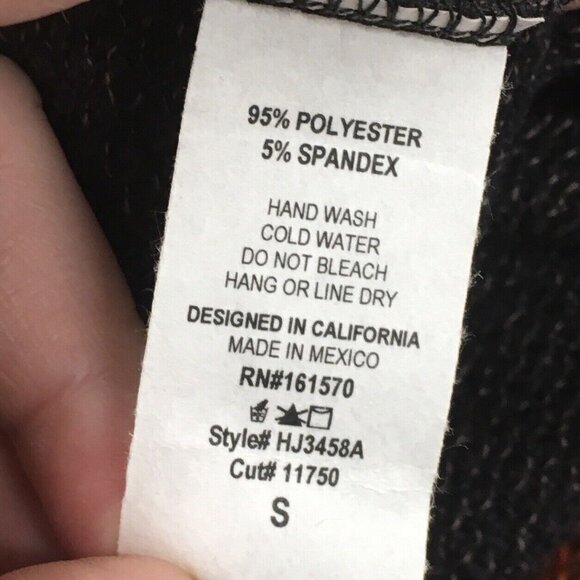 95% POLYESTER
5% SPANDEX
HAND WASH
COLD WATER
DO NOT BLEACH
HANG OR LINE DRY
DESIGNED IN CALIFORNIA
MADE IN MEXICO
RN#161570
Style# HJ3458A
Cut# 11750
S